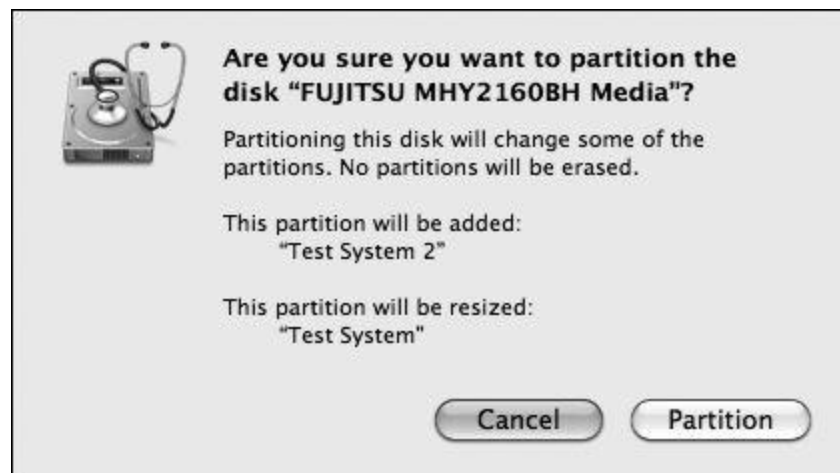 Are you sure you want to partition the
disk “FUJITSU MHY2160BH Media”?
Partitioning this disk will change some of the
partitions. No partitions will be erased.
This partition will be added:
“Test System 2”
This partition will be resized:
“Test System”
Cancel
Partition